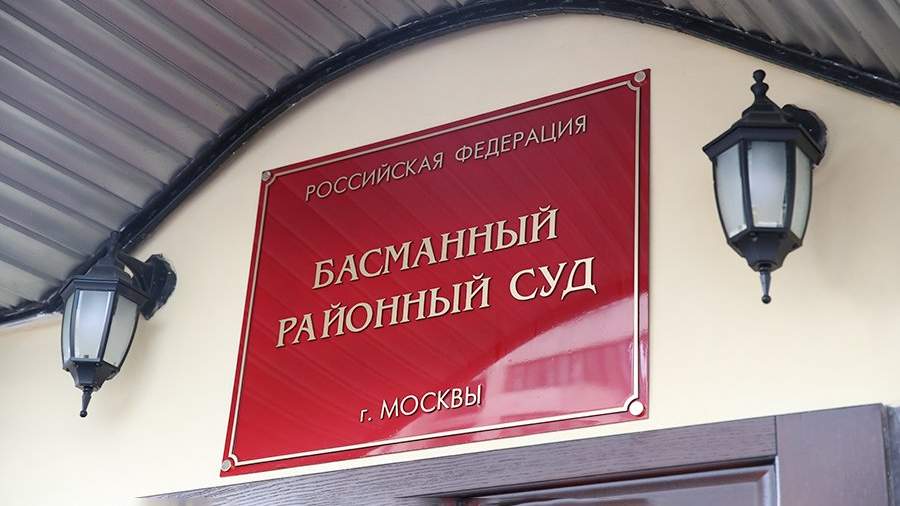 РОССИЙСКАЯ ФЕДЕРАЦИЯ
БАСМАННЫЙ
РАЙОННЫЙ СУД
г. МОСКВЫ